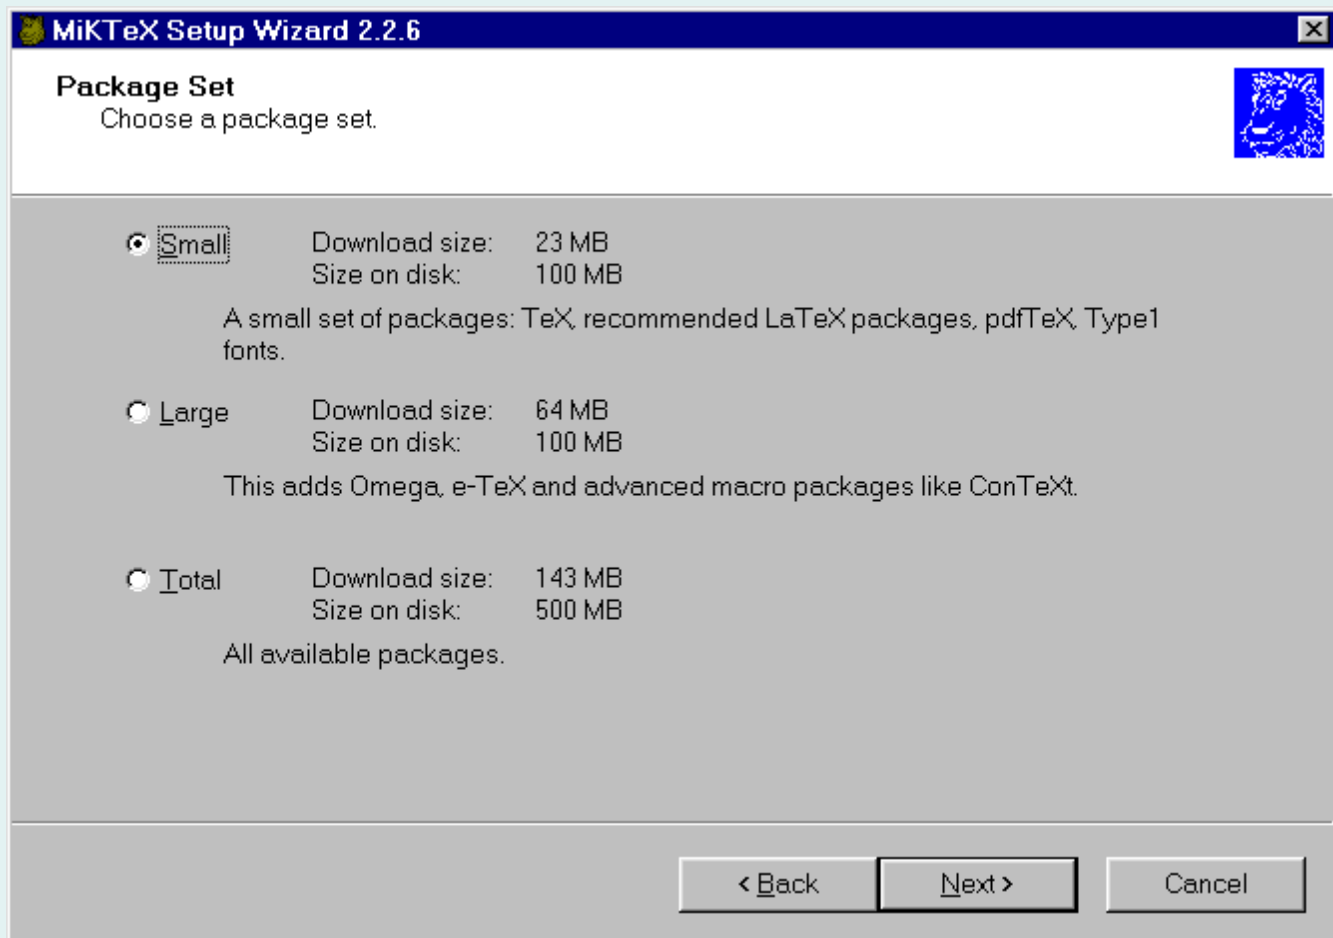 MiKTeX Setup Wizard 2.2.6
Package Set
Choose a package set.
Small Download size: 23 MB
Size on disk: 100 MB
A small set of packages: TeX, recommended LaTeX packages, pdfTeX, Type1
fonts.
Large Download size: 64 MB
Size on disk: 100 MB
This adds Omega, e-TeX and advanced macro packages like ConTeXt.
Total Download size: 143 MB
Size on disk: 500 MB
All available packages.
< Back Next > Cancel